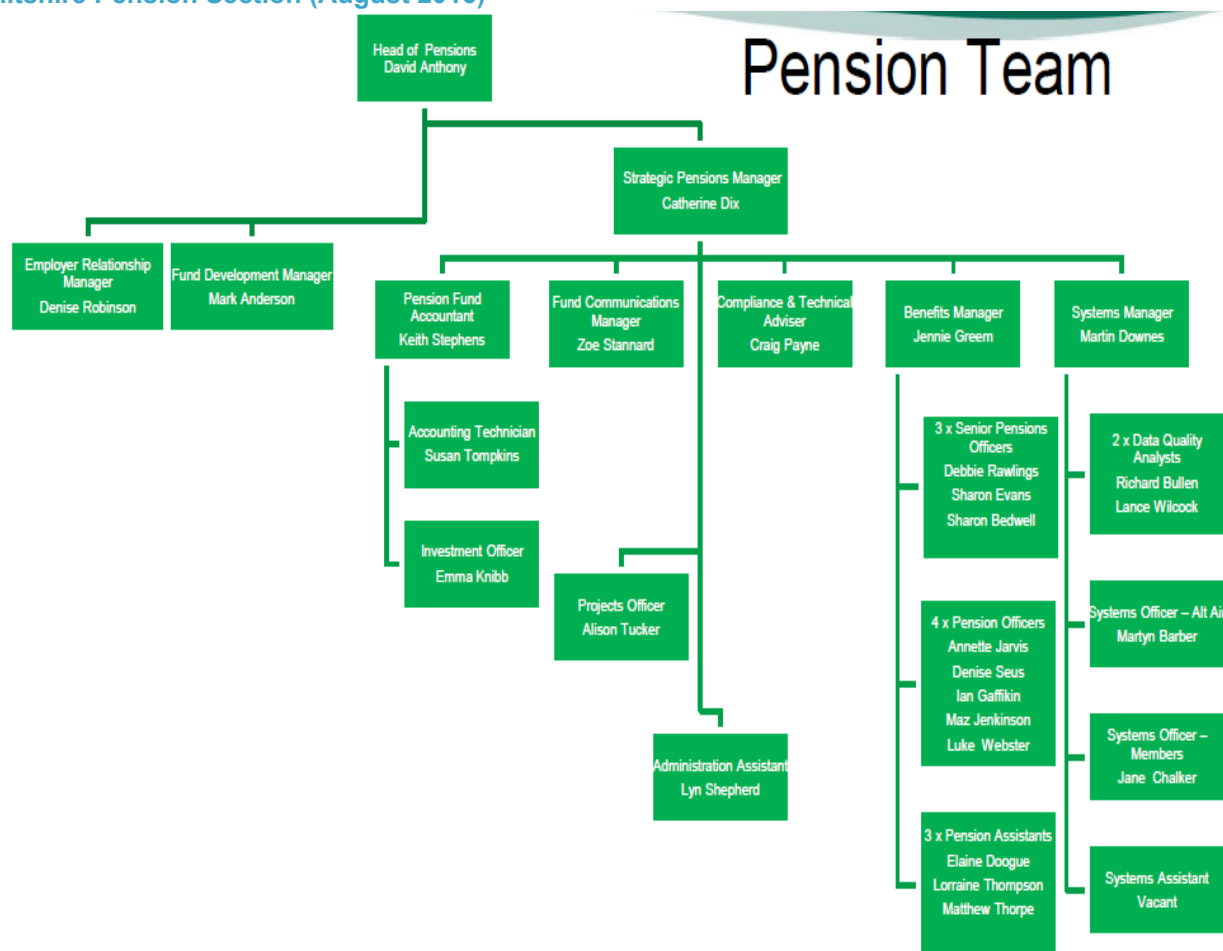 Pension Section (August
Pension Team
Head of Pensions
David Anthony
Strategic Pensions Manager
Catherine Dix
Employer Relationship
Manager
Denise Robinson
Fund Development Manager
Mark Anderson
Pension Fund
Accountant
Keith Stephens
Fund Communications
Manager
Zoe Stannard
Compliance & Technical
Adviser
Craig Payne
Benefits Manager
Jennie Greem
Systems Manager
Martin Downes
Accounting Technician
Susan Tompkins
Investment Officer
Emma Knibb
Projects Officer
Alison Tucker
Administration Assistant
Lyn Shepherd
3 x Senior Pensions
Officers
Debbie Rawlings
Sharon Evans
Sharon Bedwell
4 x Pension Officers
Annette Jarvis
Denise Seus
Ian Gaffikin
Maz Jenkinson
Luke Webster
3 x Pension Assistants
Elaine Doogue
Lorraine Thompson
Matthew Thorpe
2 x Data Quality
Analysts
Richard Bullen
Lance Wilcock
Systems Officer – Alt Air
Martyn Barber
Systems Officer –
Members
Jane Chalker
Systems Assistant
Vacant